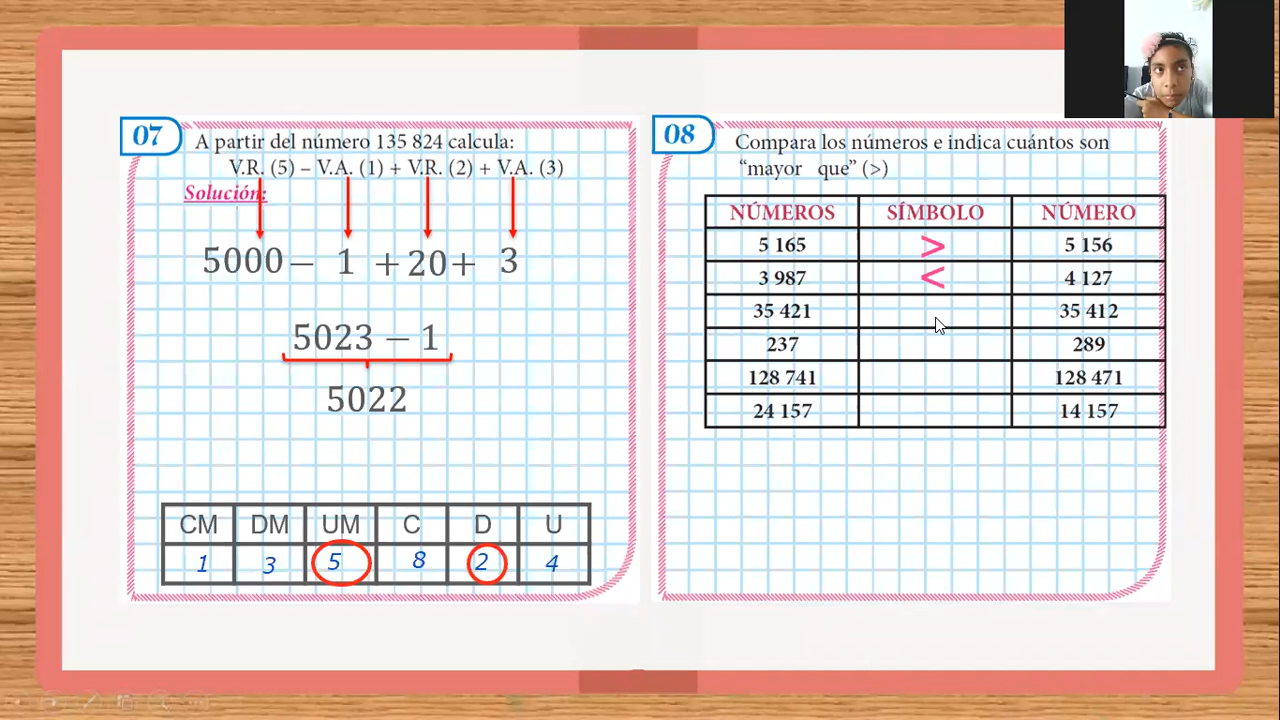 07
A partir del número 135 824 calcula:
V.R. (5) – V.A. (1) + V.R. (2) + V.A. (3)
Solución:
5000 – 1 + 20 + 3
5023 – 1
5022
CM DM UM C D U
1 3 5 8 2 4
08
Compara los números e indica cuántos son
“mayor que” (>)
NÚMEROS SÍMBOLO NÚMERO
5 165 > 5 156
3 987 < 4 127
35 421 35 412
237 289
128 741 128 471
24 157 14 157